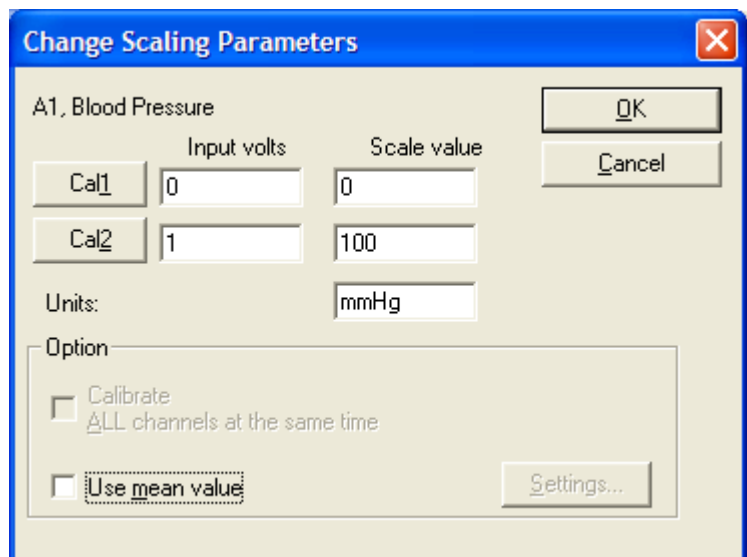 Change Scaling Parameters
A1, Blood Pressure
OK
Input volts Scale value
Cancel
Cal1 0 0
Cal2 1 100
Units: mmHg
Option
Calibrate
ALL channels at the same time
Use mean value
Settings...